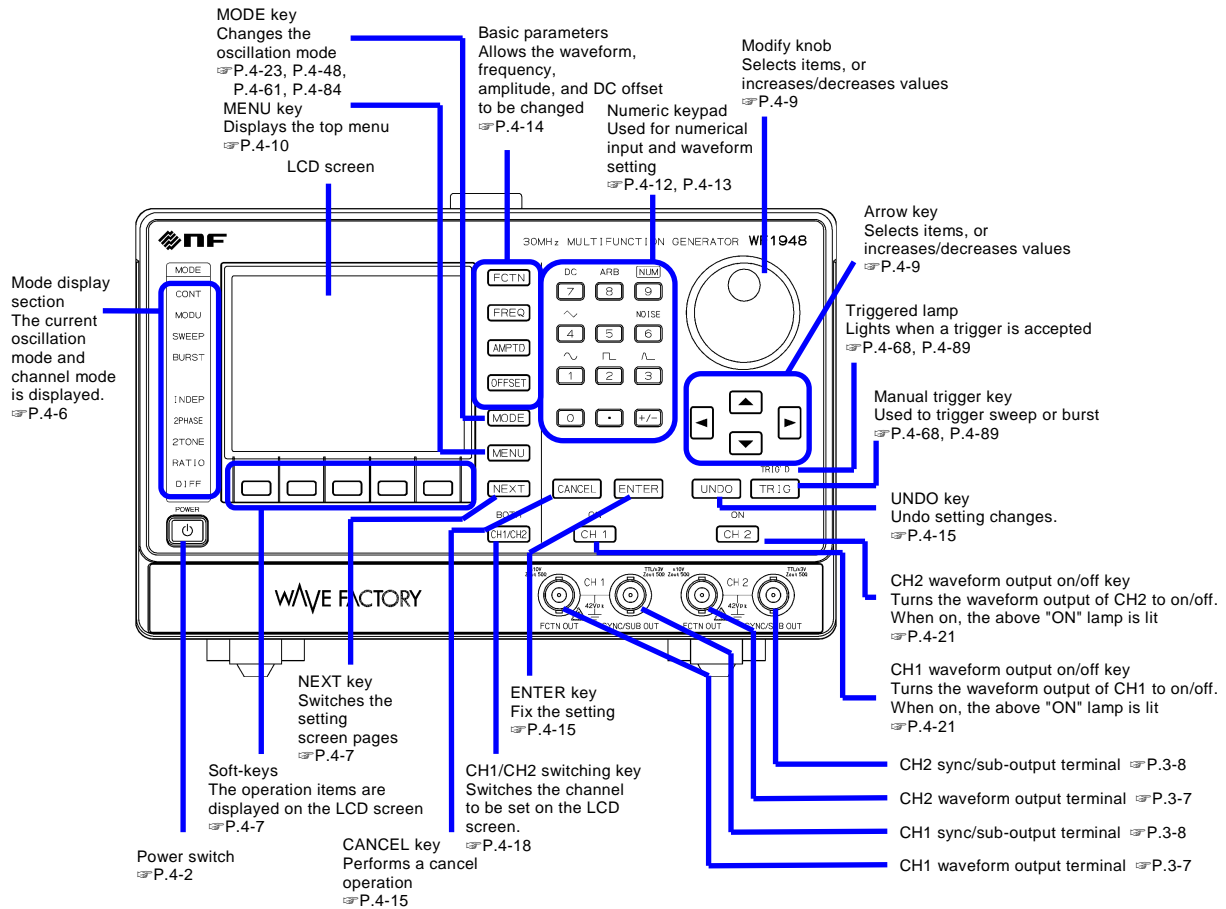 MODE key
Changes the
oscillation mode
☞P.4-23, P.4-48,
P.4-61, P.4-84
MENU key
Displays the top menu
☞P.4-10
LCD screen
Basic parameters
Allows the waveform,
frequency,
amplitude, and DC offset
to be changed
☞P.4-14
Numeric keypad
Used for numerical
input and waveform
setting
☞P.4-12, P.4-13
Modify knob
Selects items, or
increases/decreases values
☞P.4-9
Arrow key
Selects items, or
increases/decreases values
☞P.4-9
Triggered lamp
Lights when a trigger is accepted
☞P.4-68, P.4-89
Manual trigger key
Used to trigger sweep or burst
☞P.4-68, P.4-89
UNDO key
Undo setting changes.
☞P.4-15
CH2 waveform output on/off key
Turns the waveform output of CH2 to on/off.
When on, the above "ON" lamp is lit
☞P.4-21
CH1 waveform output on/off key
Turns the waveform output of CH1 to on/off.
When on, the above "ON" lamp is lit
☞P.4-21
CH2 sync/sub-output terminal ☞P.3-8
CH2 waveform output terminal ☞P.3-7
CH1 sync/sub-output terminal ☞P.3-8
CH1 waveform output terminal ☞P.3-7
Mode display
section
The current
oscillation
mode and
channel mode
is displayed.
☞P.4-6
nF
30MHz MULTIFUNCTION GENERATOR WF1948
MODE
CONT
MODU
SWEEP
BURST
INDEP
2PHASE
2TONE
RATIO
DIFF
POWER
FCTN
FREQ
AMPTD
OFFSET
MODE
MENU
NEXT
DC ARB NUM
7 8 9
NOISE
4 5 6
1 2 3
0 . +/-
CANCEL ENTER
TRIG'D
UNDO TRIG
BOTH
CH1/CH2
ON
CH 1
ON
CH 2
WAVE FACTORY
±10V
Zout 50Ω
CH 1
TTL/±3V
Zout 50Ω
42Vpk
FCTN OUT
SYNC/SUB OUT
±10V
Zout 50Ω
CH 2
TTL/±3V
Zout 50Ω
42Vpk
FCTN OUT
SYNC/SUB OUT
NEXT key
Switches the
setting
screen pages
☞P.4-7
ENTER key
Fix the setting
☞P.4-15
Soft-keys
The operation items are
displayed on the LCD screen
☞P.4-7
CH1/CH2 switching key
Switches the channel
to be set on the LCD
screen.
☞P.4-18
Power switch
☞P.4-2
CANCEL key
Performs a cancel
operation
☞P.4-15